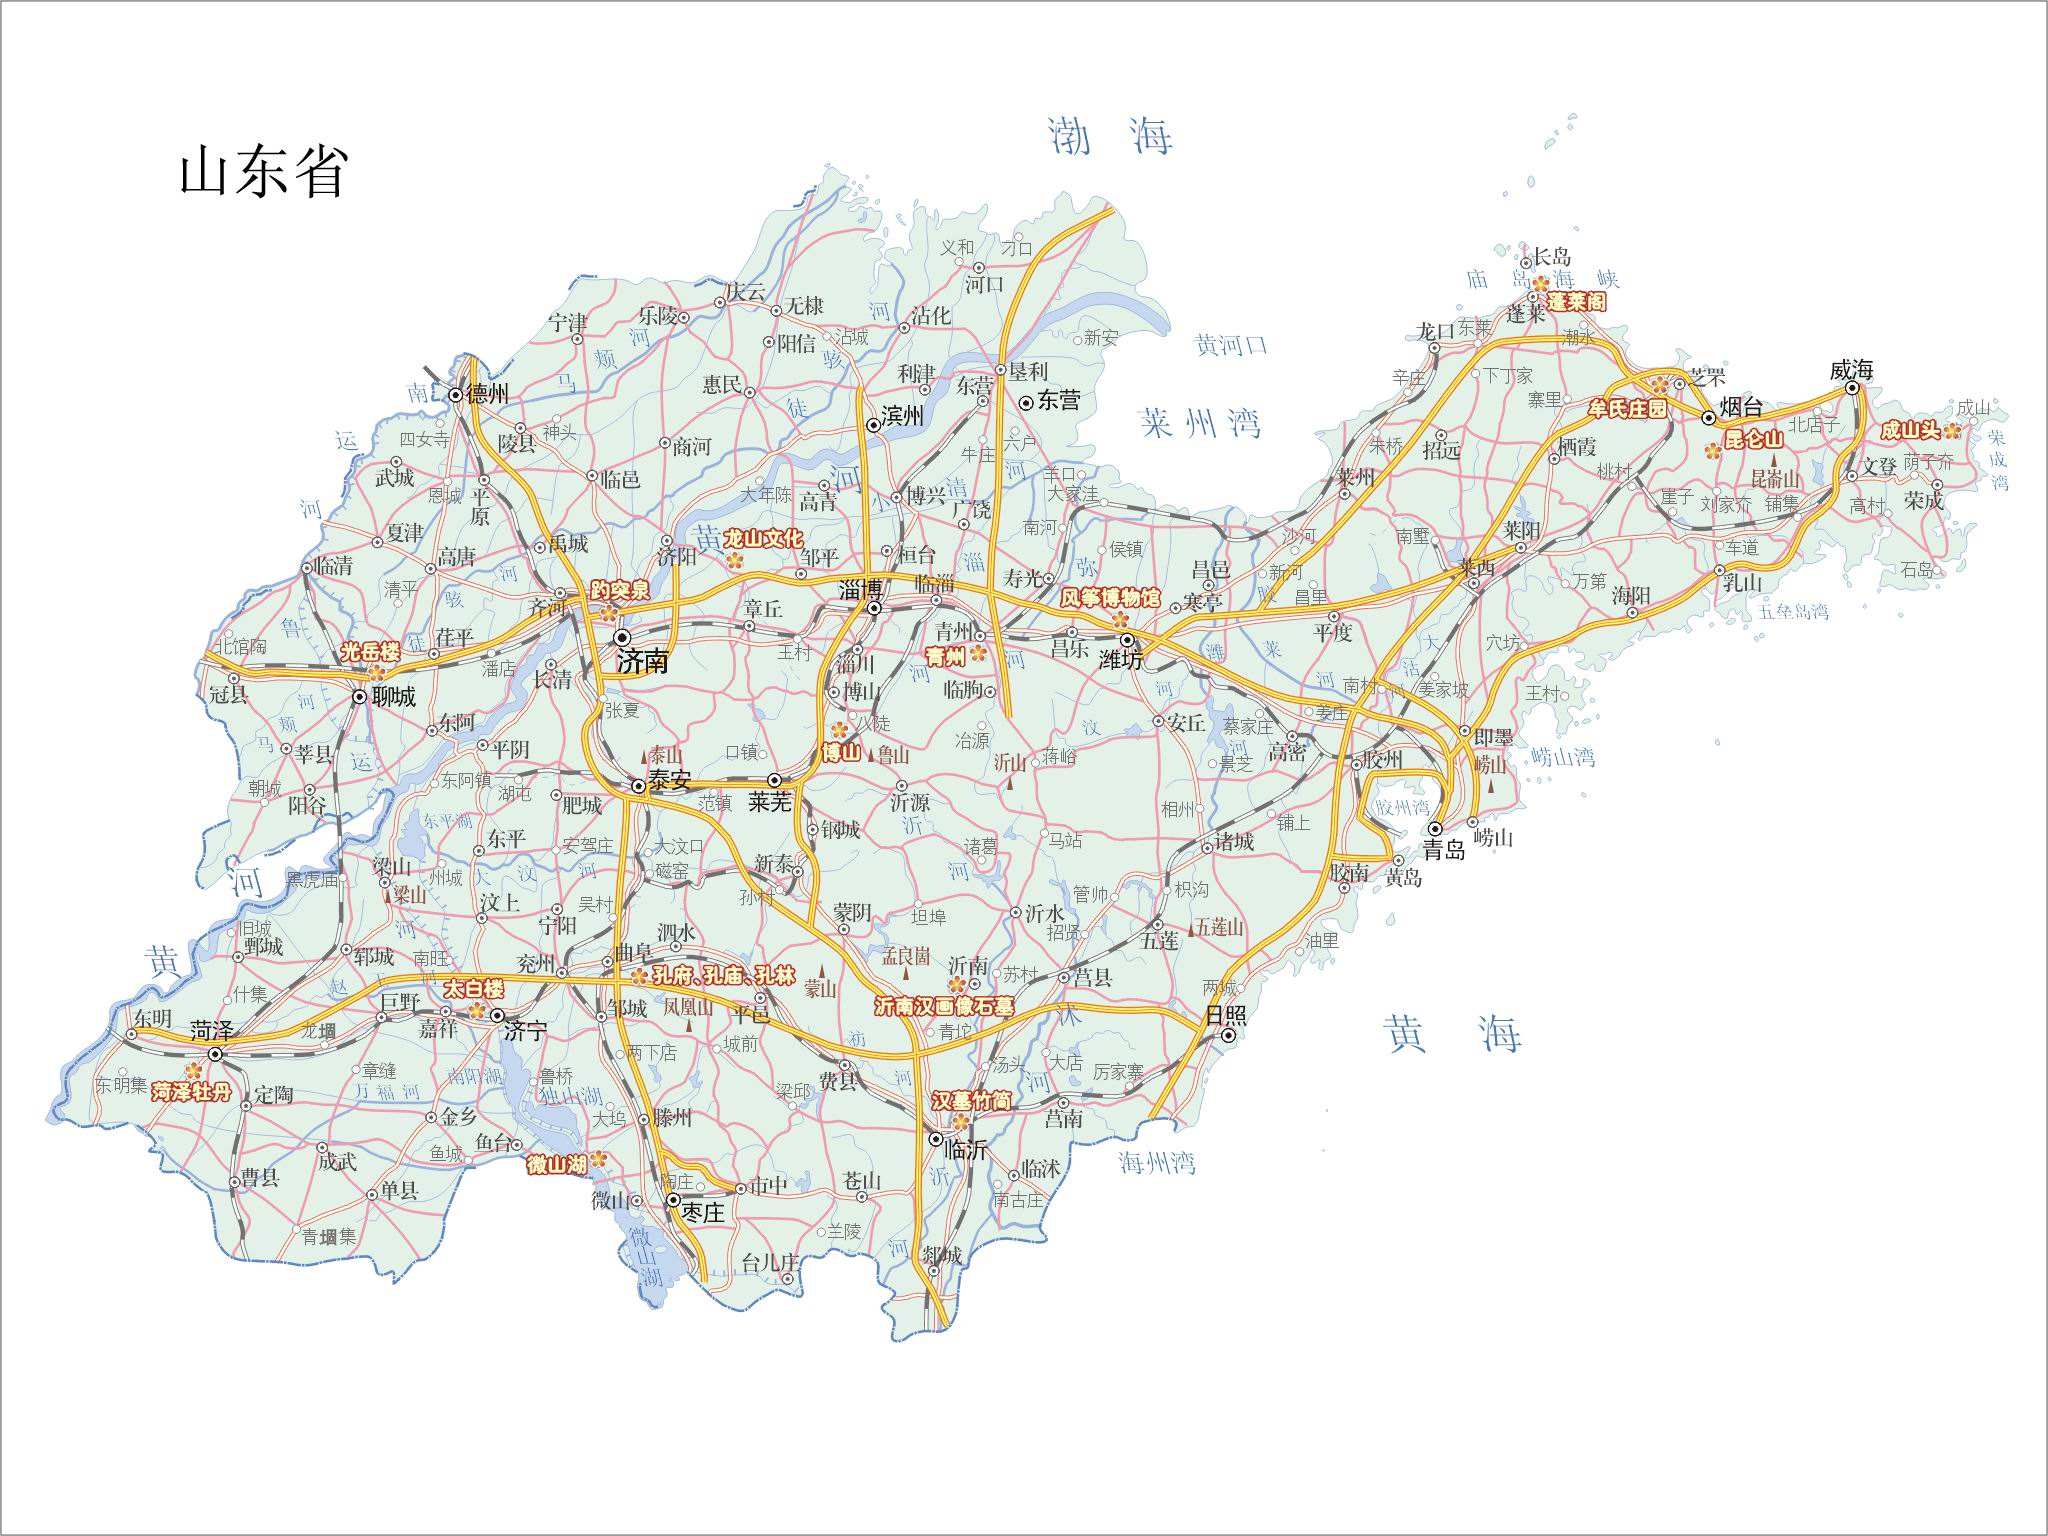 渤 海
山东省
长岛
庙 岛 海 峡
蓬莱阁
蓬莱
义和
刁口
河口
庆云
无棣
乐陵
宁津
沾化
河
马
颊
河
阳信
沾城
新安
黄河口
龙口
东莱
潮水
骇
利津
东营
垦利
东营
惠民
徒
滨州
莱州湾
辛庄
下丁家
寨里
芝罘
牟氏庄园
烟台
威海
北店子
成山
成山头
荣
成
湾
南
德州
四女寺
陵县
神头
商河
运
武城
恩城
平原
临邑
大年陈
高青
河
小
博兴
清
广饶
牛庄
六户
河
羊口
大家洼
莱州
朱桥
招远
栖霞
桃村
昆仑山
昆嵛山
崖子
刘家夼
铺集
文登
荫子夼
高村
荣成
河
夏津
临清
高唐
清平
河
骇
徒
禹城
济阳
黄
龙山文化
邹平
桓台
淄
南河
侯镇
弥
寿光
沙河
新河
南墅
莱阳
莱西
车道
石岛
乳山
万第
海阳
五垒岛湾
鲁
北馆陶
光岳楼
茌平
潘店
齐河
趵突泉
济南
章丘
王村
淄博
临淄
青州
青州
河
昌乐
风筝博物馆
潍坊
寒亭
昌邑
胶
昌里
平度
大
沽
河
穴坊
冠县
聊城
马
颊
河
运
长清
张夏
淄川
博山
八陡
博山
河
临朐
冶源
汶
河
潍
河
安丘
莱
河
南村
姜家坡
姜庄
王村
即墨
崂山湾
莘县
东阿
平阴
朝城
阳谷
东阿镇
湖屯
肥城
泰山
泰安
口镇
范镇
莱芜
鲁山
沂源
沂山
蒋峪
蔡家庄
高密
景芝
胶州
胶州湾
崂山
青岛
崂山
黄岛
胶南
东平湖
东平
安驾庄
大汶口
磁窑
钢城
新泰
孙村
沂
河
诸葛
马站
相州
诸城
铺上
黑虎庙
梁山
梁山
州城
大
汶
河
汶上
宁阳
吴村
蒙阴
坦埠
沂水
管帅
招贤
枳沟
五莲
五莲山
油里
河
黄
旧城
鄄城
郓城
南旺
河
兖州
曲阜
泗水
孔府、孔庙、孔林
蒙山
孟良崮
沂南
沂南汉画像石墓
苏村
莒县
两城
日照
什集
赵
王
太白楼
巨野
嘉祥
济宁
邹城
凤凰山
平邑
青坨
沭
东明
菏泽
龙堌
菏泽牡丹
东明集
定陶
章缝
万福河
南阳湖
独山湖
鲁桥
两下店
城前
祊
河
费县
汤头
河
大店
厉家寨
黄 海
金乡
鱼台
鱼城
大坞
滕州
梁邱
汉墓竹简
临沂
莒南
曹县
成武
单县
青堌集
微山湖
微山
微山湖
陶庄
枣庄
市中
苍山
兰陵
台儿庄
沂
河
郯城
临沭
南古庄
海州湾